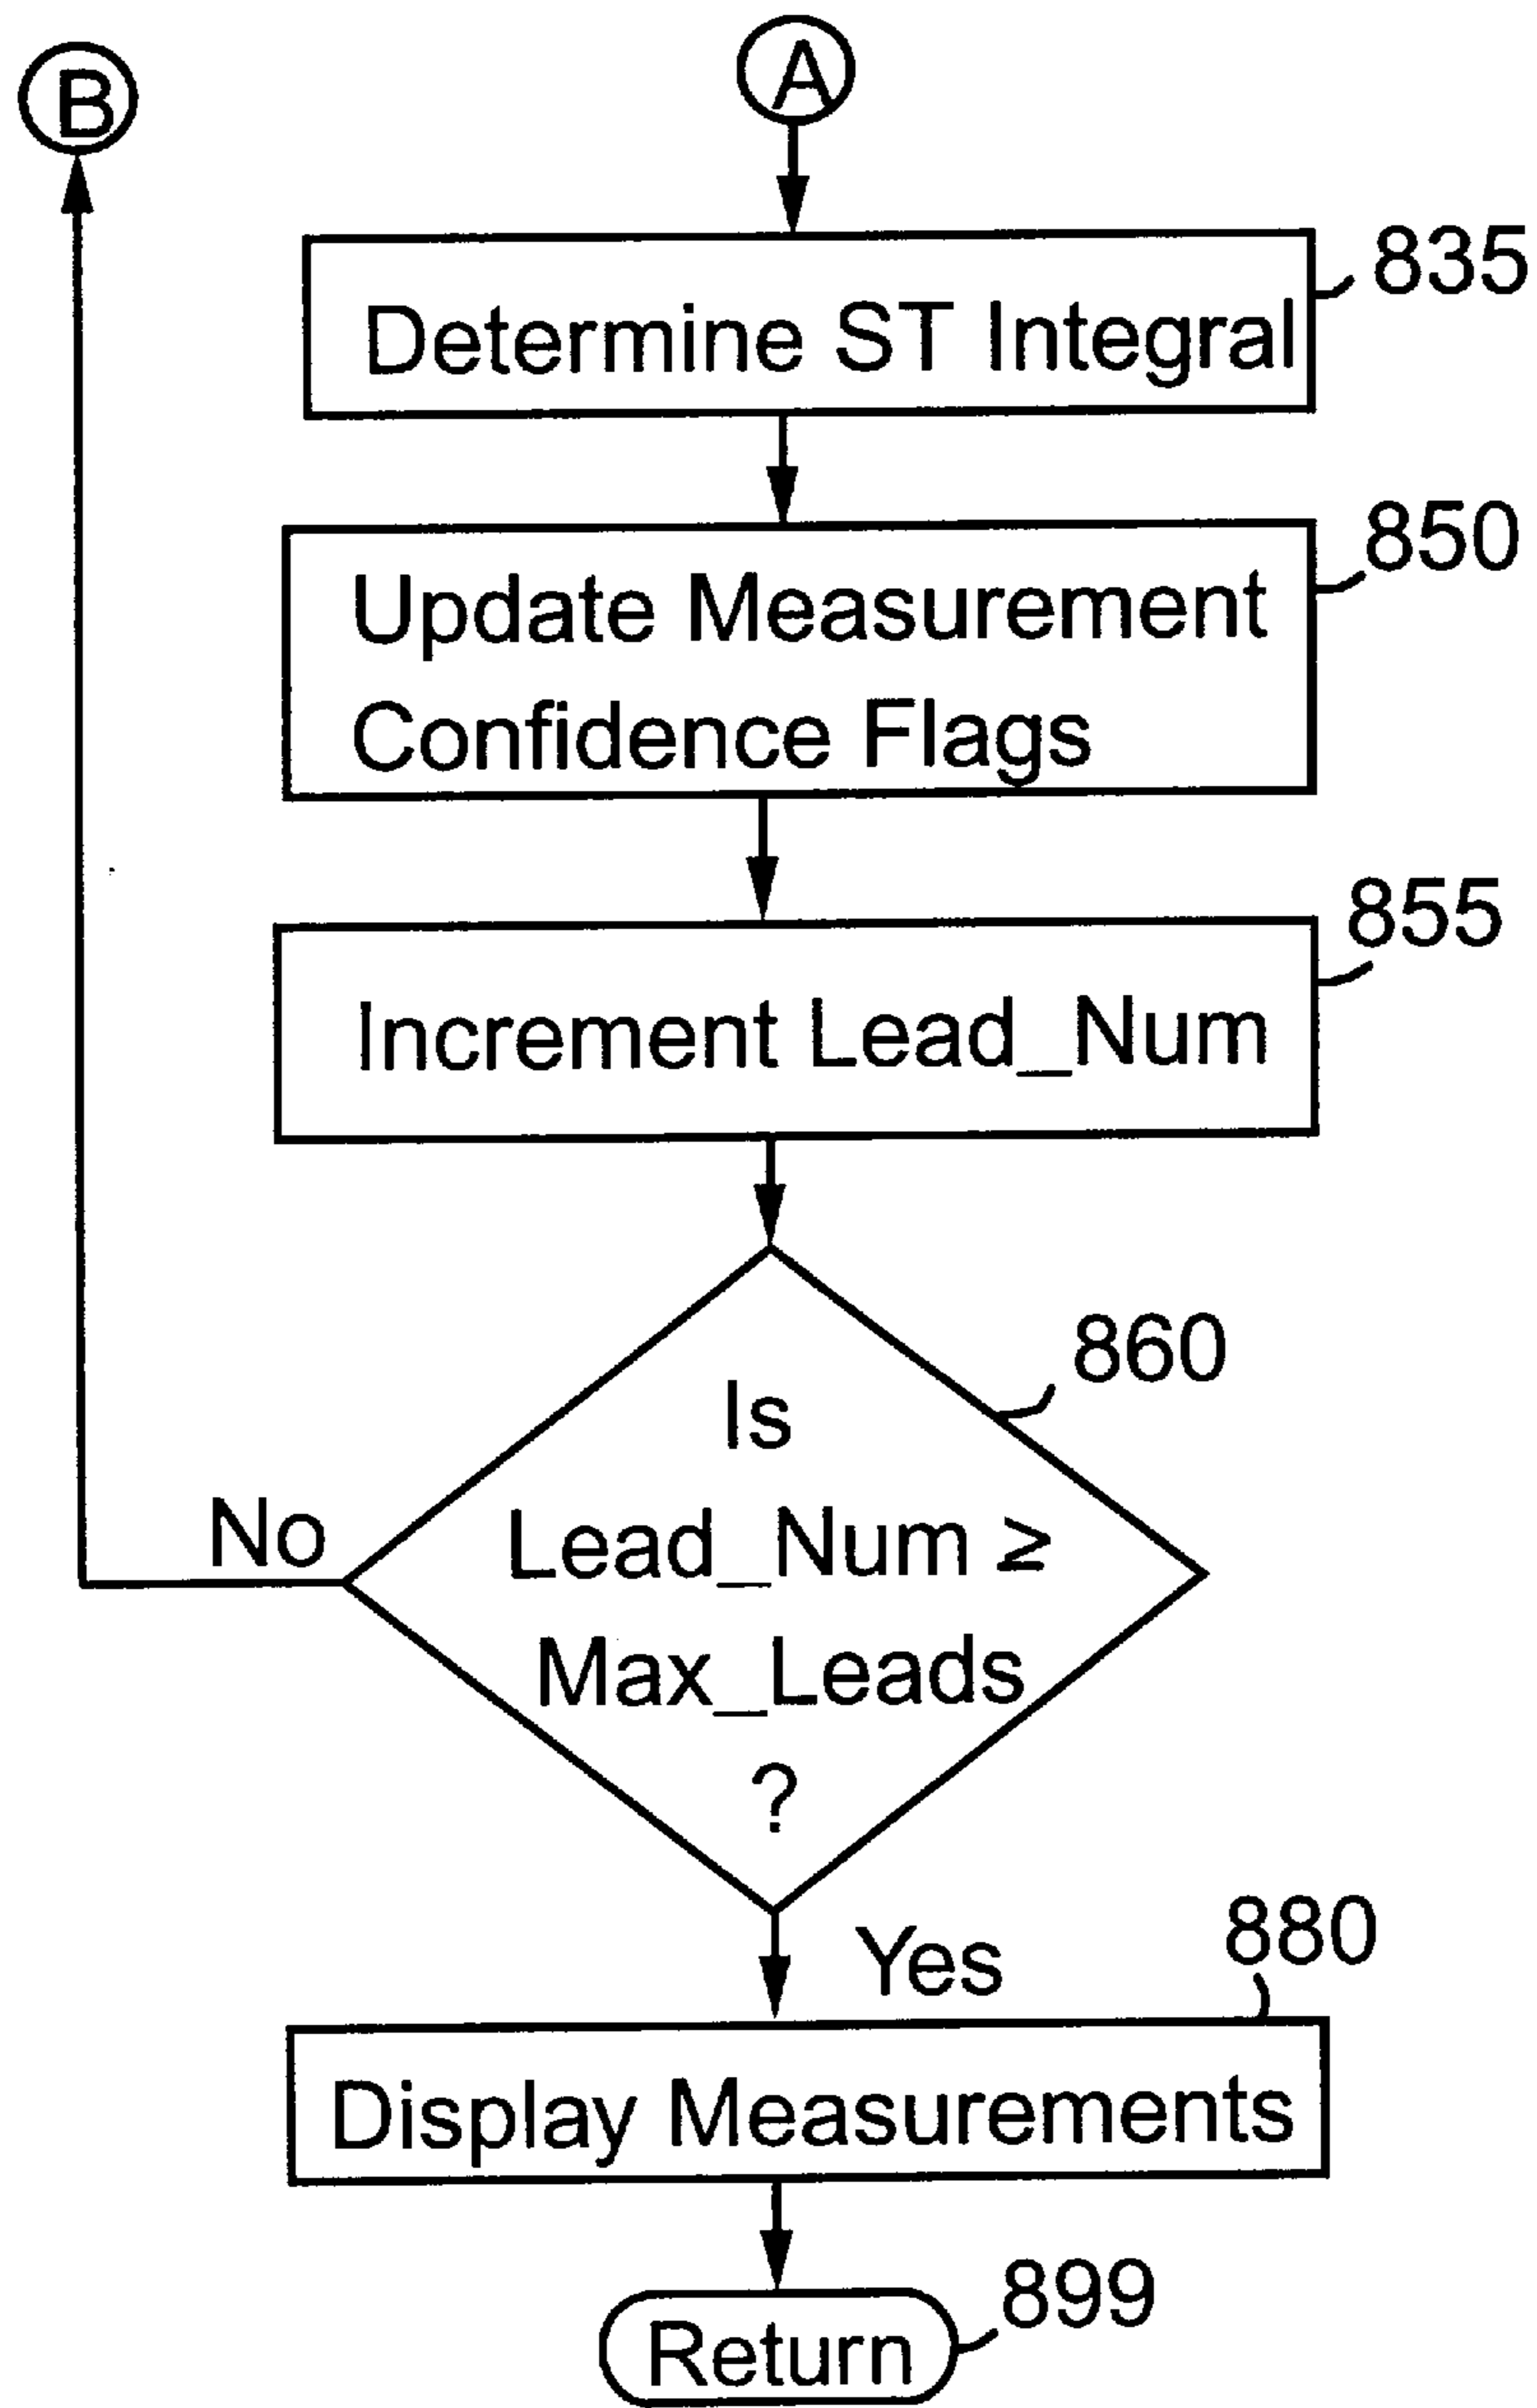 B
A
835
Determine ST Integral
850
Update Measurement
Confidence Flags
855
Increment Lead_Num
860
Is
Lead_Num ≥
Max_Leads
?
No
Yes
880
Display Measurements
899
Return